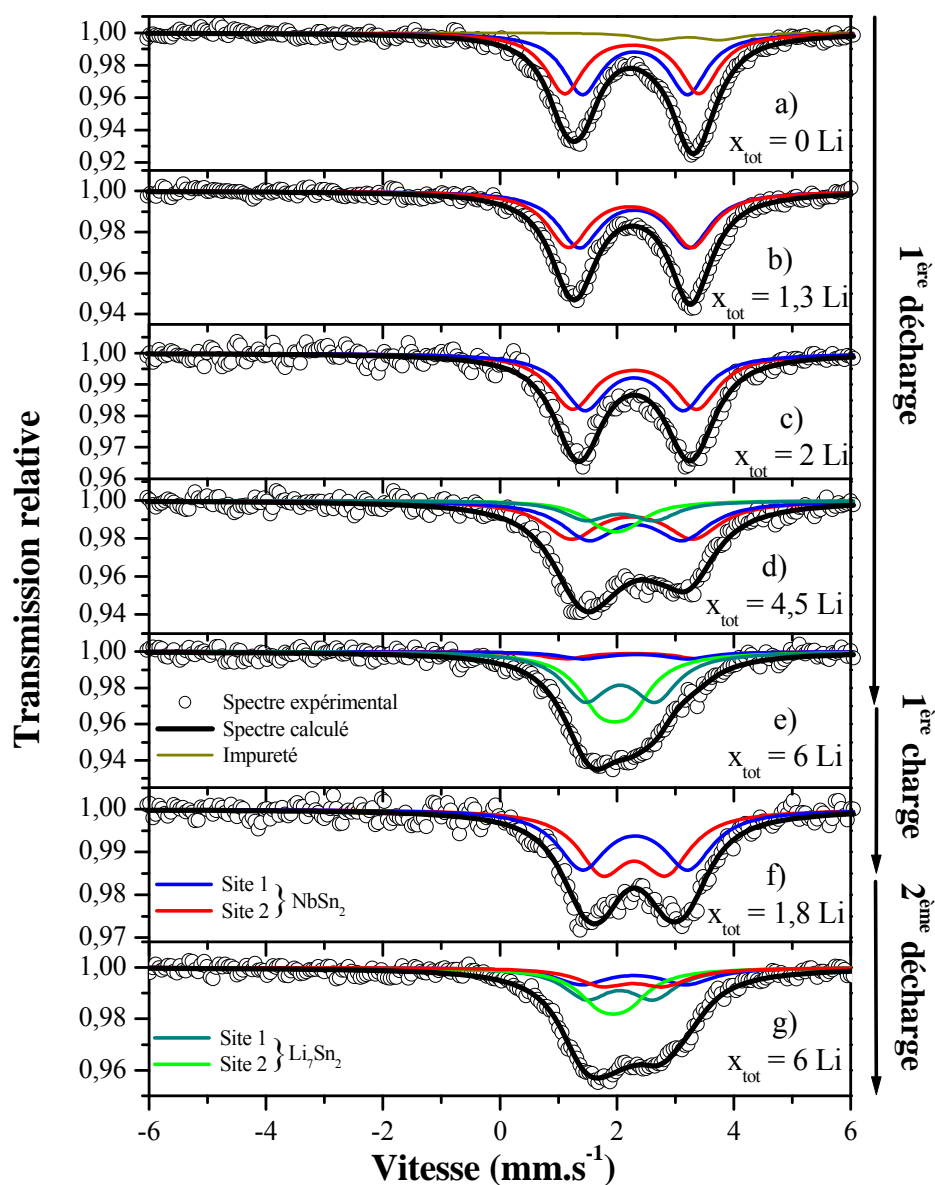 Transmission relative
1,00
0,98
0,96
0,94
0,92
a)
x_tot = 0 Li
1,00
0,98
0,96
0,94
b)
x_tot = 1,3 Li
1,00
0,99
0,98
0,97
0,96
c)
x_tot = 2 Li
1,00
0,98
0,96
0,94
d)
x_tot = 4,5 Li
1,00
0,98
0,96
0,94
Spectre expérimental
Spectre calculé
Impureté
e)
x_tot = 6 Li
1,00
0,99
0,98
0,97
Site 1
Site 2
} NbSn₂
f)
x_tot = 1,8 Li
1,00
0,98
0,96
Site 1
Site 2
} Li₇Sn₂
g)
x_tot = 6 Li
-6 -4 -2 0 2 4 6
Vitesse (mm.s⁻¹)
1ère décharge
1ère charge
2ème décharge